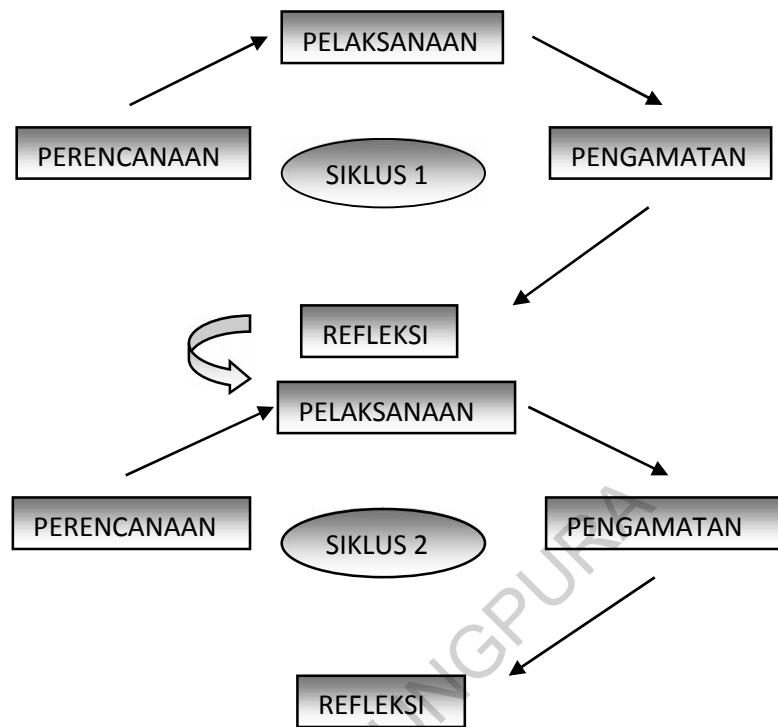 PELAKSANAAN
PERENCANAAN
SIKLUS 1
PENGAMATAN
REFLEKSI
PELAKSANAAN
PERENCANAAN
SIKLUS 2
PENGAMATAN
REFLEKSI